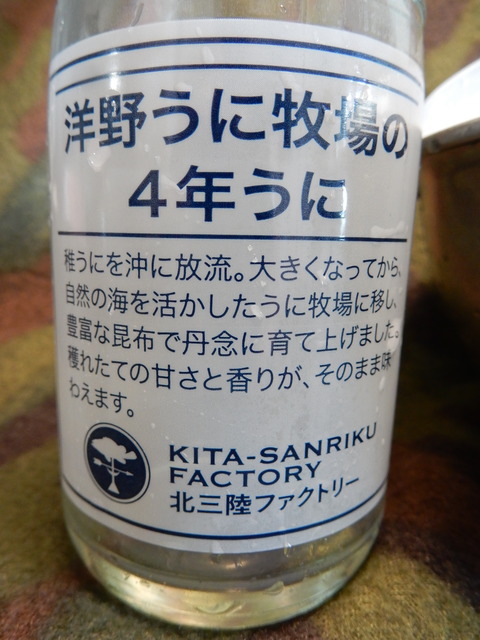 洋野うに牧場の
4年うに
稚うにを沖に放流。大きくなってから、
自然の海を活かしたうに牧場に移し、
豊富な昆布で丹念に育て上げました。
穫れたての甘さと香りが、そのまま味
わえます。
KITA-SANRIKU
FACTORY
北三陸ファクトリー